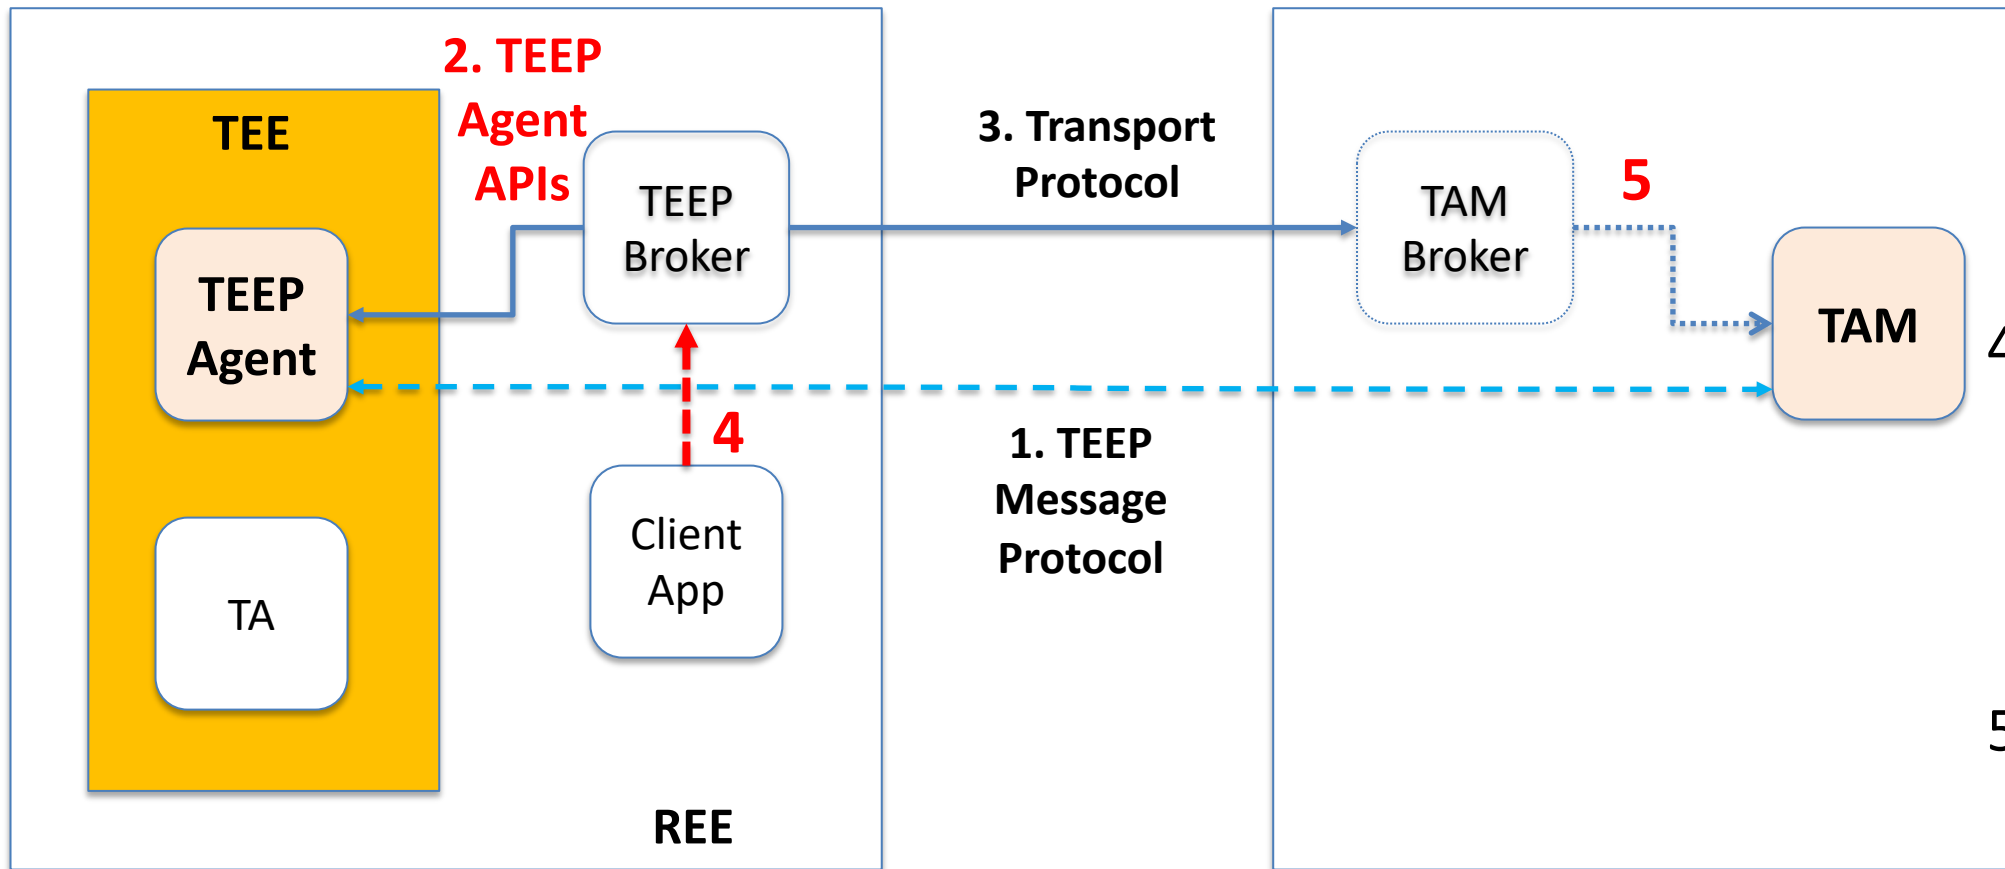 2. TEEP
Agent
APIs
TEE
TEEP
Broker
3. Transport
Protocol
TAM
Broker
5
TEEP
Agent
TAM
4
1. TEEP
Message
Protocol
Client
App
TA
5
REE